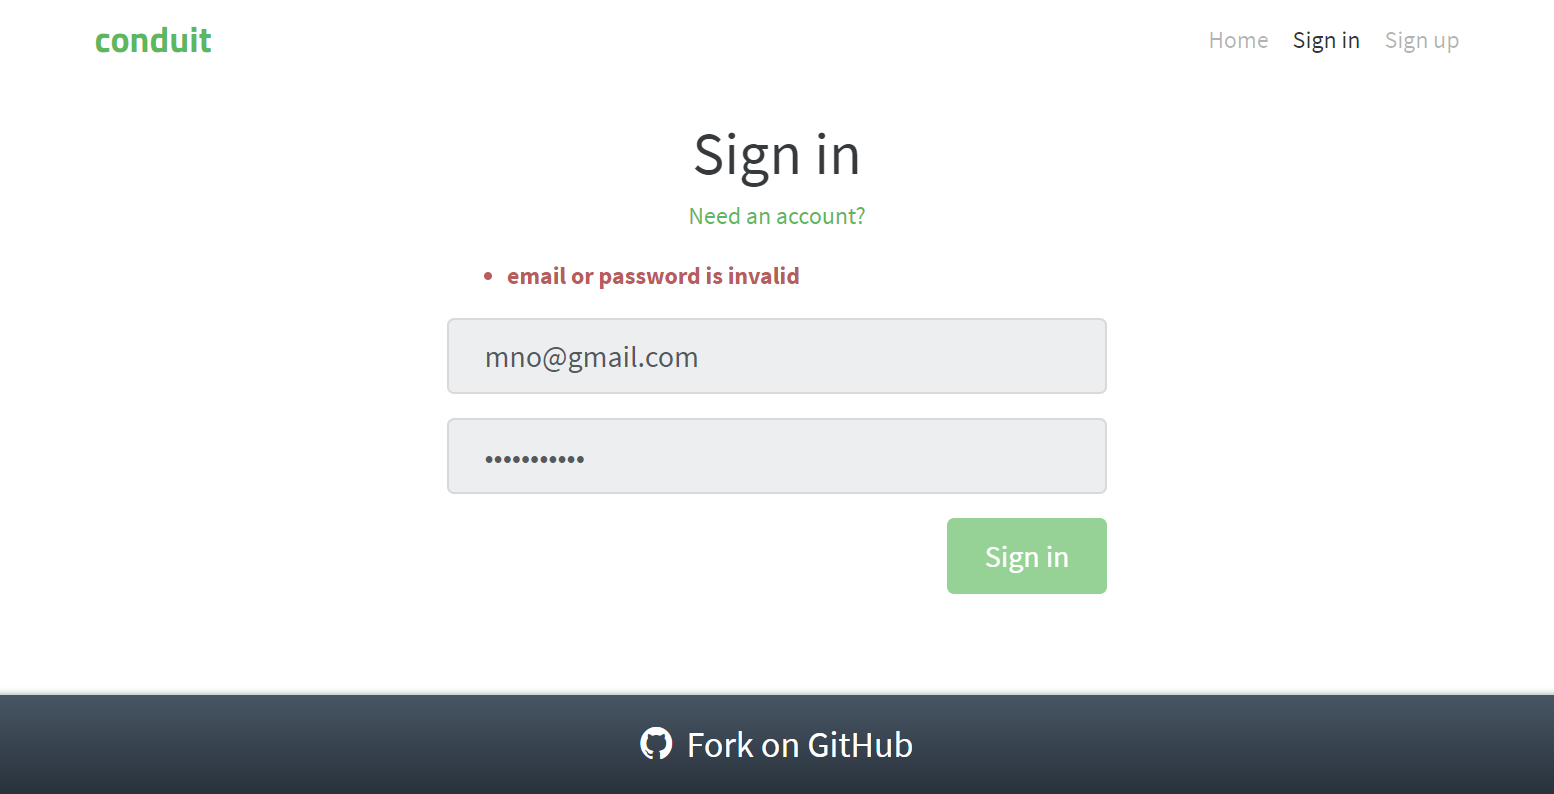 conduit
Home Sign in Sign up
Sign in
Need an account?
• email or password is invalid
mno@gmail.com
•••••••••••
Sign in
Fork on GitHub